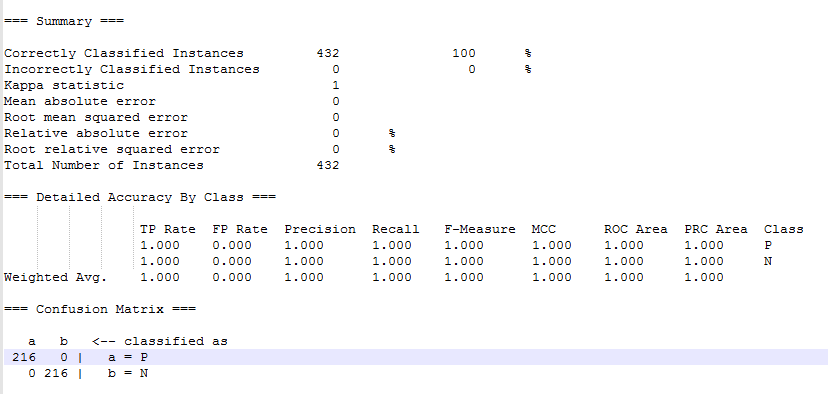 === Summary ===
Correctly Classified Instances 432 100 %
Incorrectly Classified Instances 0 0 %
Kappa statistic 1
Mean absolute error 0
Root mean squared error 0
Relative absolute error 0 %
Root relative squared error 0 %
Total Number of Instances 432
=== Detailed Accuracy By Class ===
TP Rate FP Rate Precision Recall F-Measure MCC ROC Area PRC Area Class
1.000 0.000 1.000 1.000 1.000 1.000 1.000 1.000 P
1.000 0.000 1.000 1.000 1.000 1.000 1.000 1.000 N
Weighted Avg. 1.000 0.000 1.000 1.000 1.000 1.000 1.000 1.000
=== Confusion Matrix ===
a b <-- classified as
216 0 | a = P
0 216 | b = N